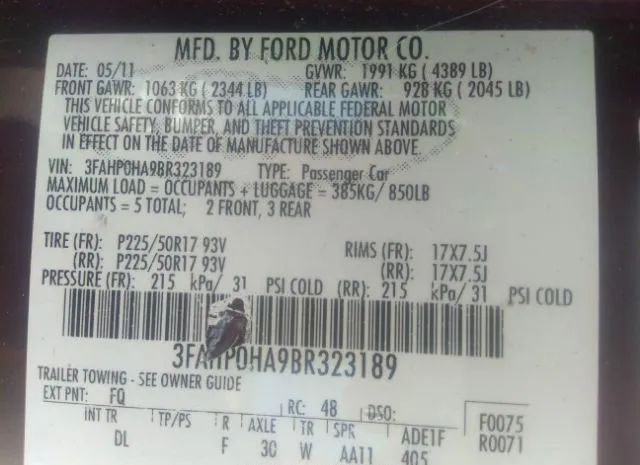 MFD. BY FORD MOTOR CO.
DATE: 05/11 GVWR: 1991 KG ( 4389 LB)
FRONT GAWR: 1063 KG ( 2344 LB) REAR GAWR: 928 KG ( 2045 LB)
THIS VEHICLE CONFORMS TO ALL APPLICABLE FEDERAL MOTOR
VEHICLE SAFETY, BUMPER, AND THEFT PREVENTION STANDARDS
IN EFFECT ON THE DATE OF MANUFACTURE SHOWN ABOVE.
VIN: 3FAHP0HA9BR323189 TYPE: Passenger Car
MAXIMUM LOAD = OCCUPANTS + LUGGAGE = 385KG/ 850LB
OCCUPANTS = 5 TOTAL; 2 FRONT, 3 REAR
TIRE (FR): P225/50R17 93V RIMS (FR): 17X7.5J
(RR): P225/50R17 93V (RR): 17X7.5J
PRESSURE (FR): 215 kPa/ 31 PSI COLD (RR): 215 kPa/ 31 PSI COLD
3FAHP0HA9BR323189
TRAILER TOWING - SEE OWNER GUIDE
EXT PNT: FQ RC: 48 DSO: F0075
INT TR TP/PS R AXLE TR SPR ADE1F R0071
DL F 30 W AA11 405